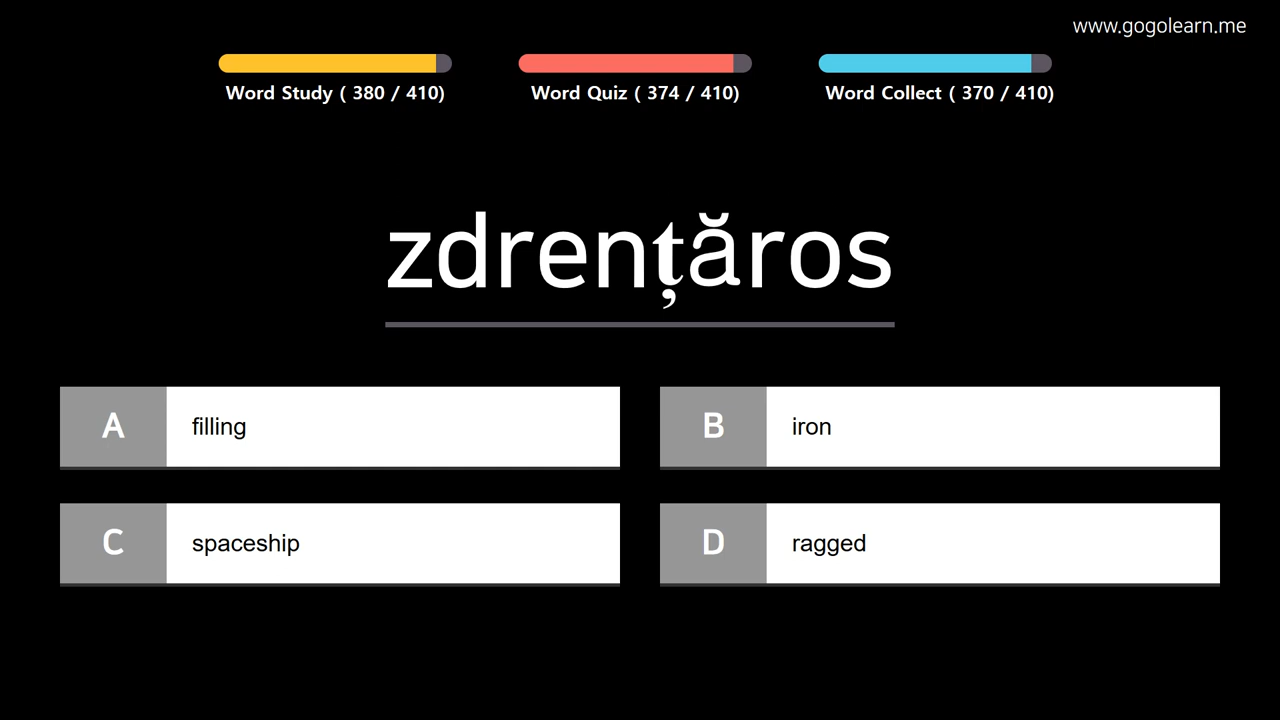 www.gogolearn.me
Word Study ( 380 / 410)
Word Quiz ( 374 / 410)
Word Collect ( 370 / 410)
zdrențăros
A filling
B iron
C spaceship
D ragged